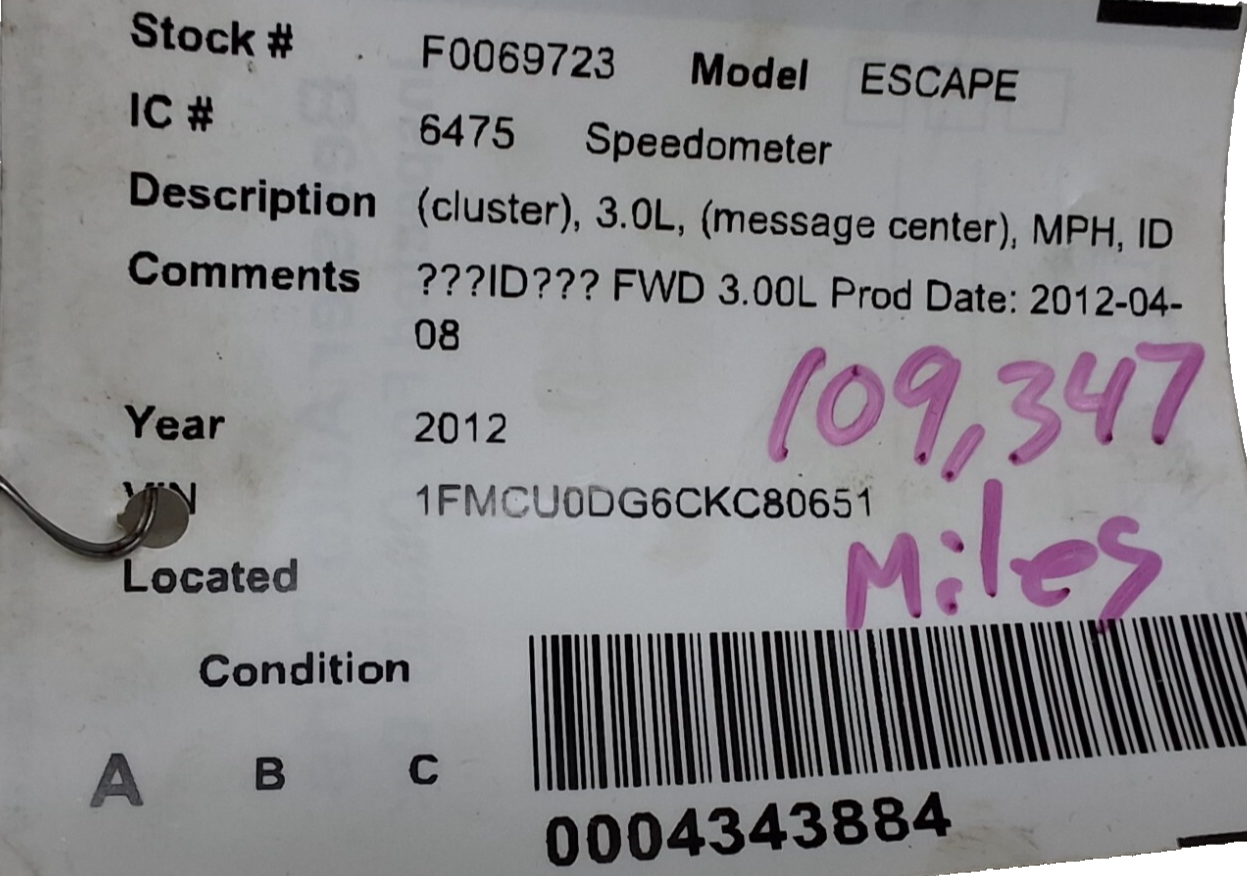 Stock # F0069723 Model ESCAPE
IC # 6475 Speedometer
Description (cluster), 3.0L, (message center), MPH, ID
Comments ???ID??? FWD 3.00L Prod Date: 2012-04-
08
109,347
Year 2012
VIN 1FMCU0DG6CKC80651
Miles
Located
Condition
A B C
0004343884